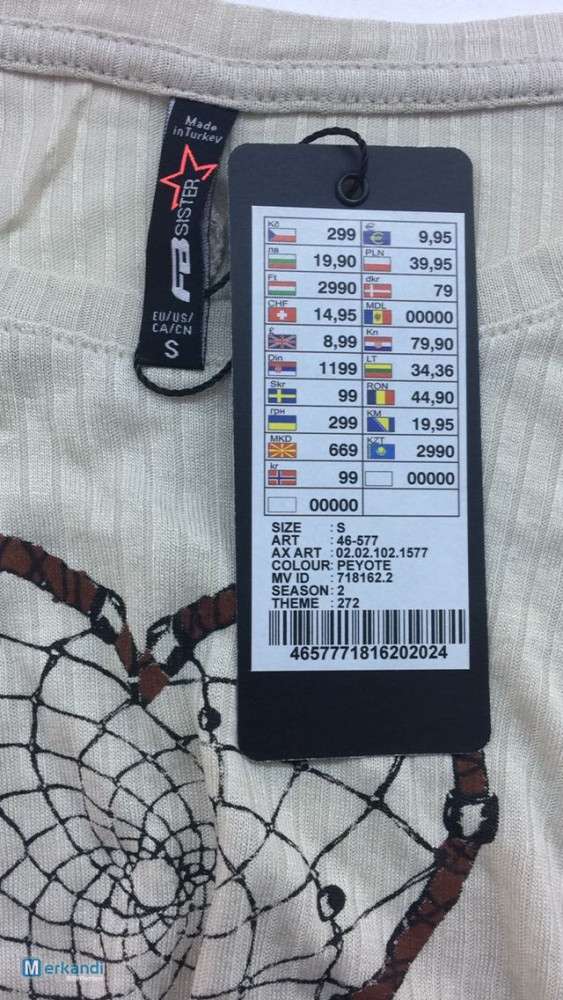 Made
in Turkey
FB SISTER
EU/US/
CA/CN
S
Kč 299 € 9,95
лв 19,90 PLN 39,95
Ft 2990 dkr 79
CHF 14,95 MDL 00000
£ 8,99 Kn 79,90
Din 1199 LT 34,36
Skr 99 RON 44,90
грн 299 KM 19,95
MKD 669 KZT 2990
kr 99 00000
00000
SIZE : S
ART : 46-577
AX ART : 02.02.102.1577
COLOUR: PEYOTE
MV ID : 718162.2
SEASON: 2
THEME : 272
4657771816202024
Merkandi